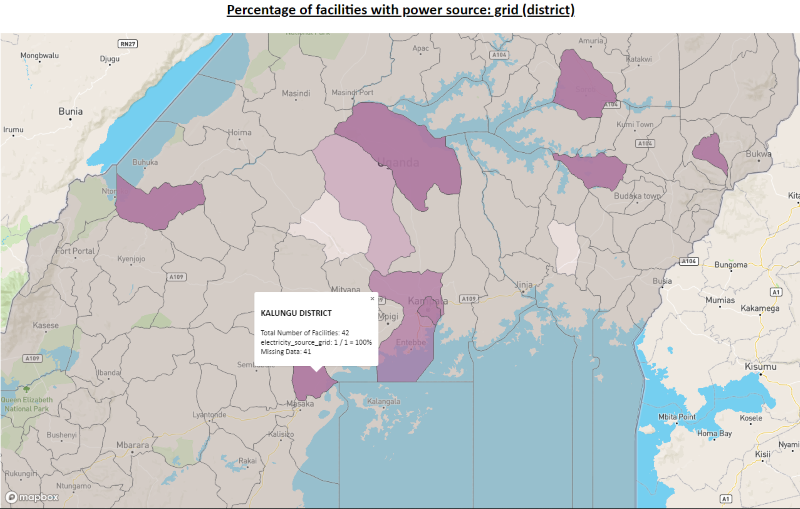 Percentage of facilities with power source: grid (district)
RN27
Mongbwalu
Djugu
Apac
A104
Amuria
Katakwi
Masindi
Masindi Port
Bunia
Irumu
A104
Kumi Town
Hoima
A104
Buhuka
Uganda
Bukwa
Budaka town
Kita
Fort Portal
Kyenjojo
A109
A104
Bungoma
Mityana
Jinja
Busia
A1
Kampala
A109
Mumias
Kakamega
×
KALUNGU DISTRICT
Total Number of Facilities: 42
electricity_source_grid: 1 / 1 = 100%
Missing Data: 41
Mpigi
Entebbe
Kasese
A109
Ibanda
Kisumu
Queen Elizabeth
National Park
Masaka
Kalangala
Lyantonde
Mbita Point
Kosele
Homa Bay
Bushenyi
Kalisizo
Mbarara
Nyami
Rakai
Kisii
Rukungiri
Ntungamo
mapbox
A1